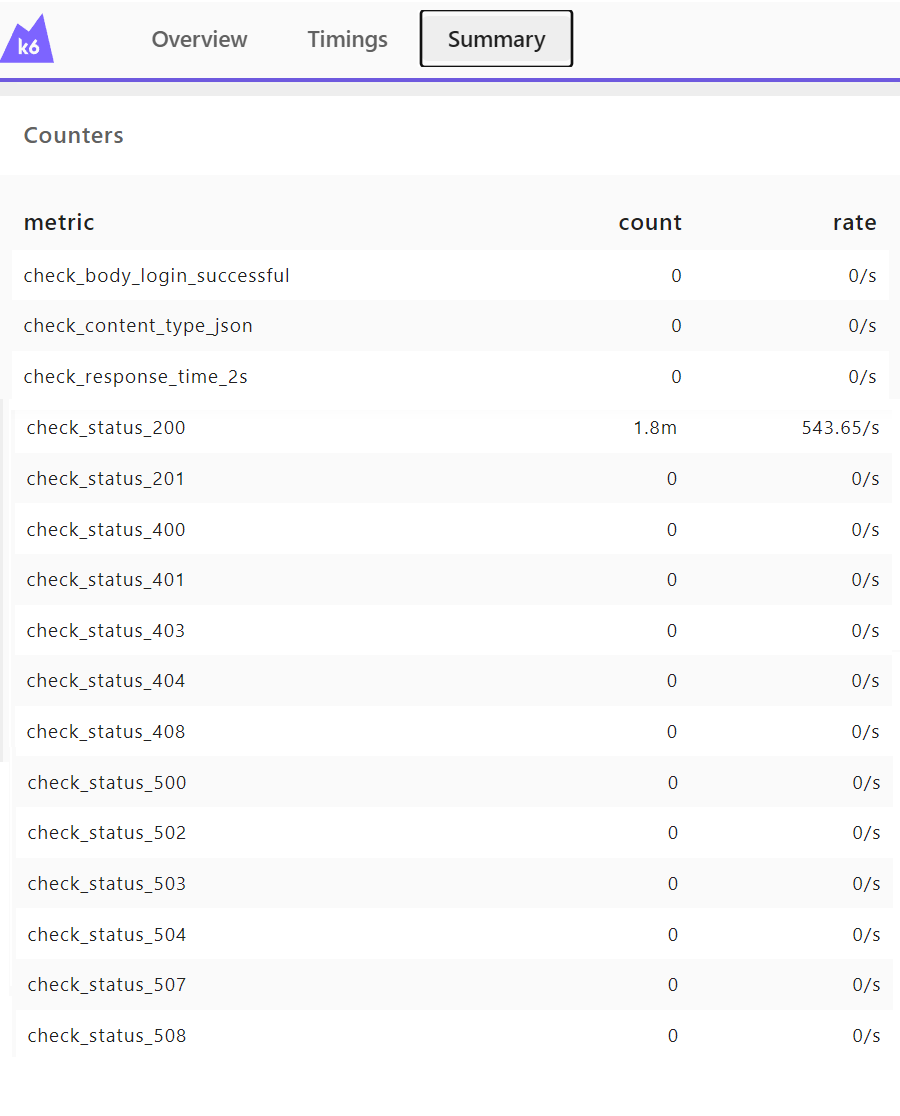 k6 Overview Timings Summary
Counters
metric count rate
check_body_login_successful 0 0/s
check_content_type_json 0 0/s
check_response_time_2s 0 0/s
check_status_200 1.8m 543.65/s
check_status_201 0 0/s
check_status_400 0 0/s
check_status_401 0 0/s
check_status_403 0 0/s
check_status_404 0 0/s
check_status_408 0 0/s
check_status_500 0 0/s
check_status_502 0 0/s
check_status_503 0 0/s
check_status_504 0 0/s
check_status_507 0 0/s
check_status_508 0 0/s